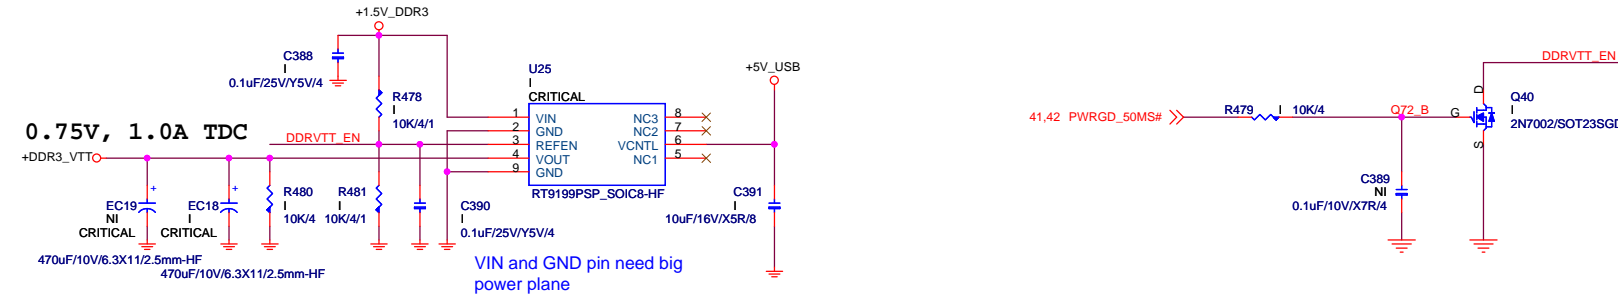 +1.5V_DDR3
C388
I
0.1uF/25V/Y5V/4
R478
I
10K/4/1
U25
I
CRITICAL
+5V_USB
0.75V, 1.0A TDC
+DDR3_VTT
DDRVTT_EN
1 VIN NC3 8
2 GND NC2 7
3 REFEN VCNTL 6
4 VOUT NC1 5
9 GND
RT9199PSP_SOIC8-HF
EC19
NI
CRITICAL
470uF/10V/6.3X11/2.5mm-HF
EC18
I
CRITICAL
470uF/10V/6.3X11/2.5mm-HF
R480
I
10K/4
R481
I
10K/4/1
C390
I
0.1uF/25V/Y5V/4
C391
I
10uF/16V/X5R/8
VIN and GND pin need big
power plane
DDRVTT_EN
41,42 PWRGD_50MS#
R479 I 10K/4
Q72_B
G
D
S
Q40
I
2N7002/SOT23SGD
C389
NI
0.1uF/10V/X7R/4